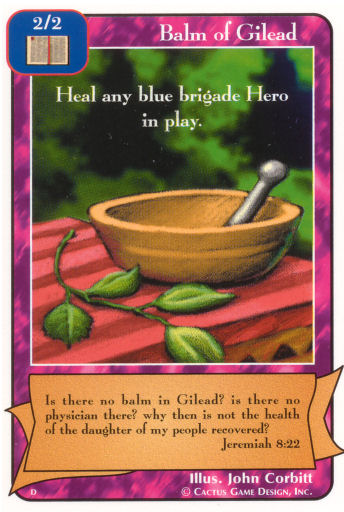 2/2
Balm of Gilead
Heal any blue brigade Hero
in play.
Is there no balm in Gilead? is there no
physician there? why then is not the health
of the daughter of my people recovered?
Jeremiah 8:22
Illus. John Corbitt
D
© Cactus Game Design, Inc.